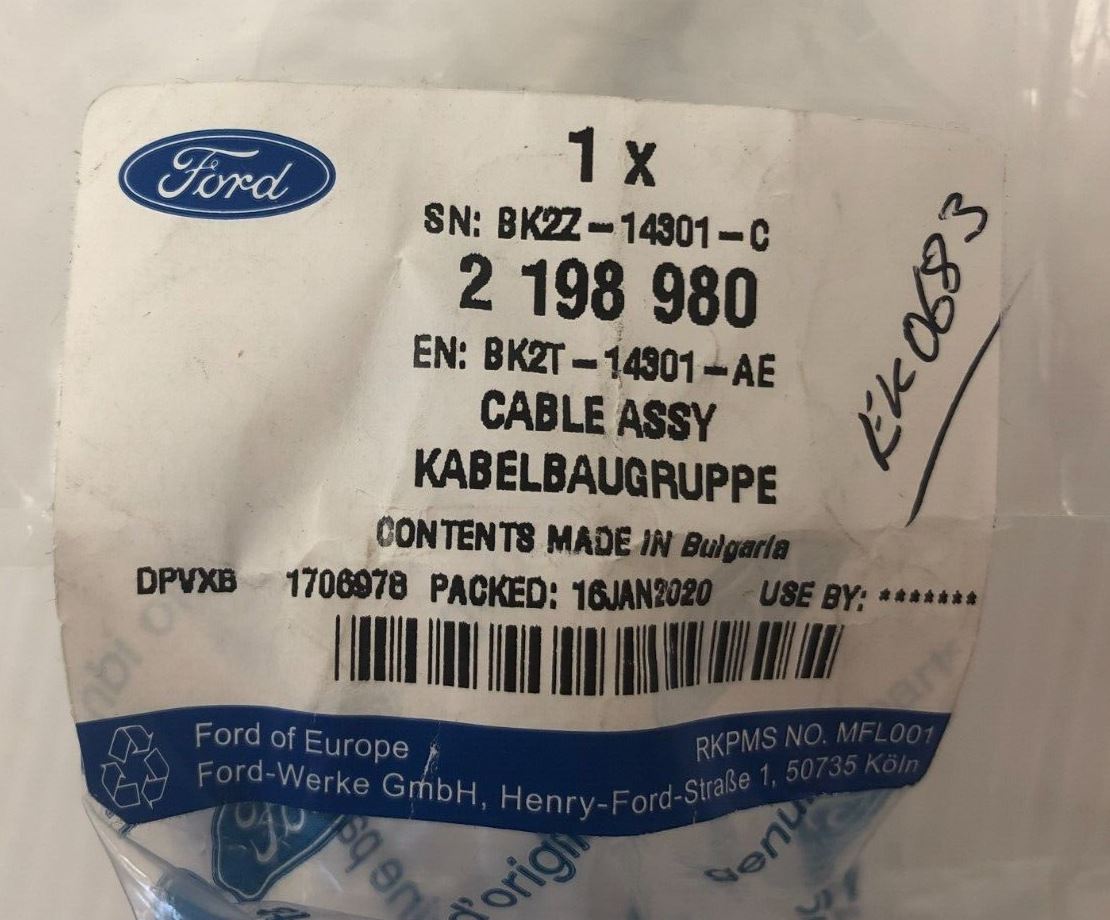 Ford
1 x
SN: BK2Z-14301-C
2 198 980
EN: BK2T-14301-AE
CABLE ASSY
KABELBAUGRUPPE
CONTENTS MADE IN Bulgaria
DPVXB 1706978 PACKED: 16JAN2020 USE BY: *******
EK0683
Ford of Europe RKPMS NO. MFL001
Ford-Werke GmbH, Henry-Ford-Straße 1, 50735 Köln
d'origin